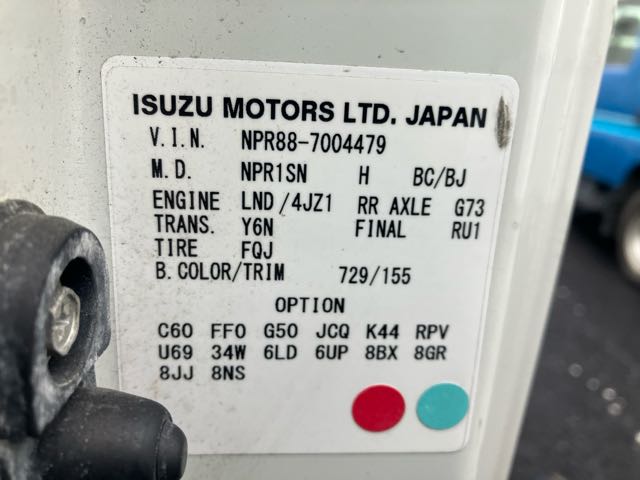 ISUZU MOTORS LTD. JAPAN
V.I.N. NPR88-7004479
M.D. NPR1SN H BC/BJ
ENGINE LND/4JZ1 RR AXLE G73
TRANS. Y6N FINAL RU1
TIRE FQJ
B.COLOR/TRIM 729/155
OPTION
C60 FF0 G50 JCQ K44 RPV
U69 34W 6LD 6UP 8BX 8GR
8JJ 8NS